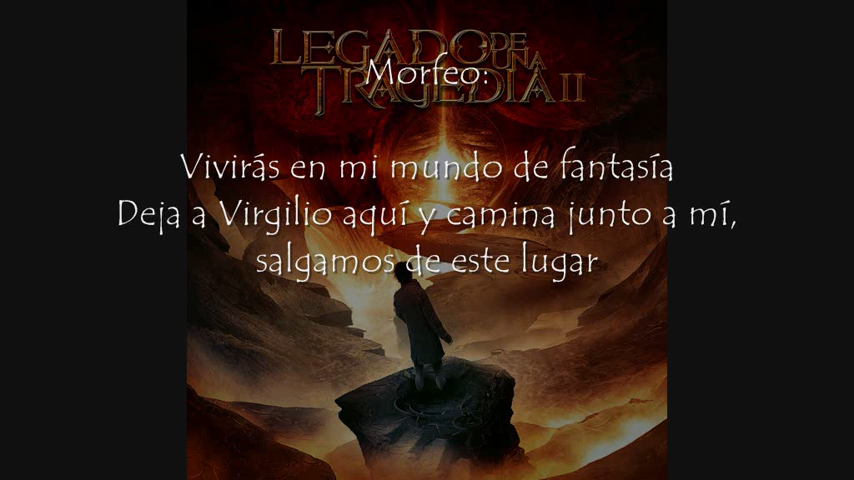 LEGADO DE UNA
TRAGEDIA II
Morfeo:
Vivirás en mi mundo de fantasía
Deja a Virgilio aquí y camina junto a mí,
salgamos de este lugar